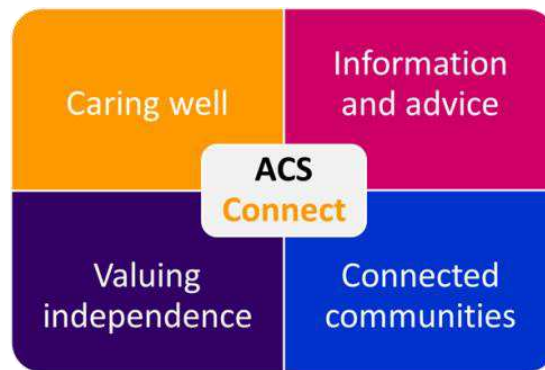 Caring well
Information
and advice
ACS
Connect
Valuing
independence
Connected
communities